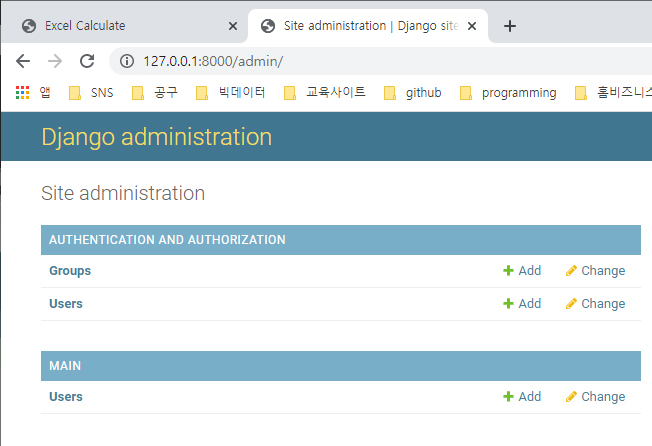 Excel Calculate
Site administration | Django site
127.0.0.1:8000/admin/
앱 SNS 공구 빅데이터 교육사이트 github programming 홈비즈니스
Django administration
Site administration
AUTHENTICATION AND AUTHORIZATION
Groups Add Change
Users Add Change
MAIN
Users Add Change